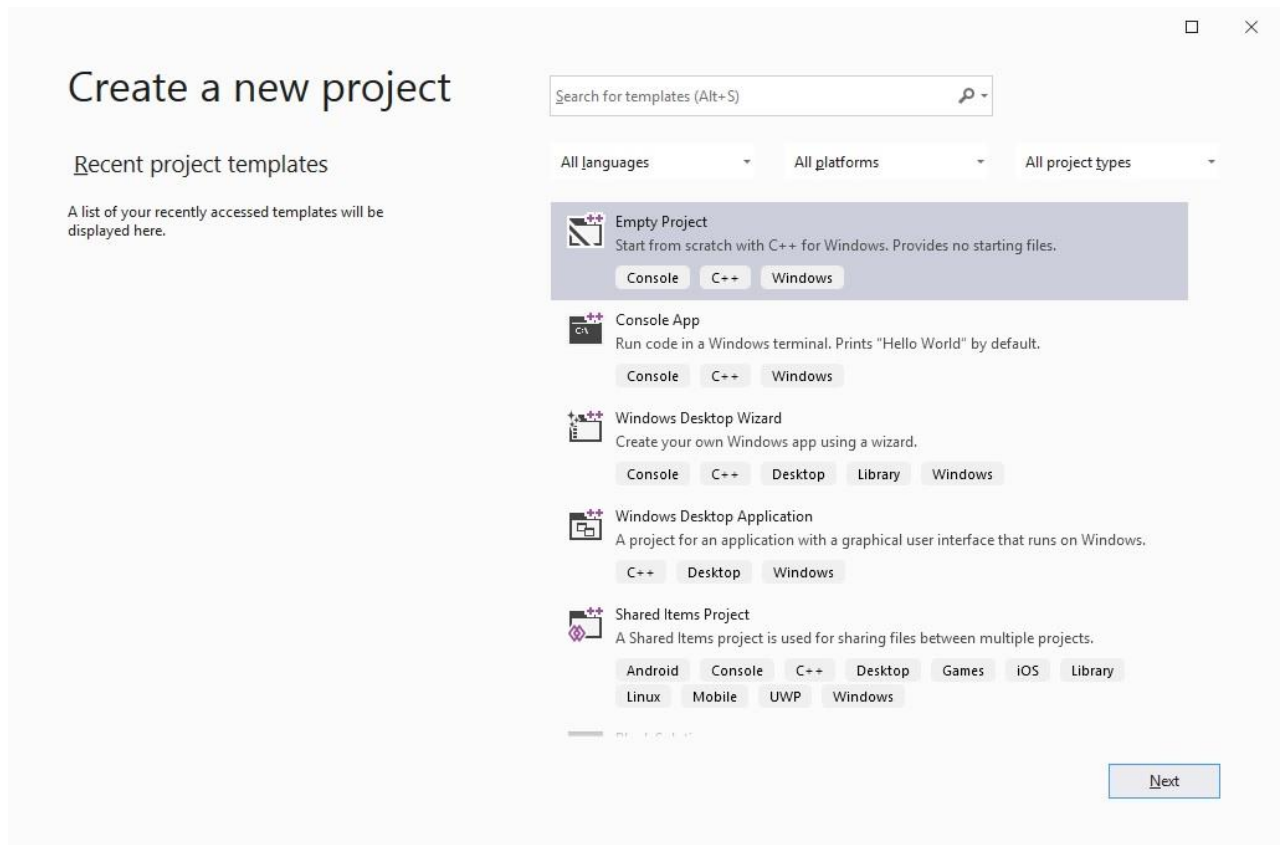 Create a new project
Search for templates (Alt+S)
Recent project templates
A list of your recently accessed templates will be
displayed here.
All languages
All platforms
All project types
Empty Project
Start from scratch with C++ for Windows. Provides no starting files.
Console C++ Windows
C:\
Console App
Run code in a Windows terminal. Prints "Hello World" by default.
Console C++ Windows
Windows Desktop Wizard
Create your own Windows app using a wizard.
Console C++ Desktop Library Windows
Windows Desktop Application
A project for an application with a graphical user interface that runs on Windows.
C++ Desktop Windows
Shared Items Project
A Shared Items project is used for sharing files between multiple projects.
Android Console C++ Desktop Games iOS Library
Linux Mobile UWP Windows
Next